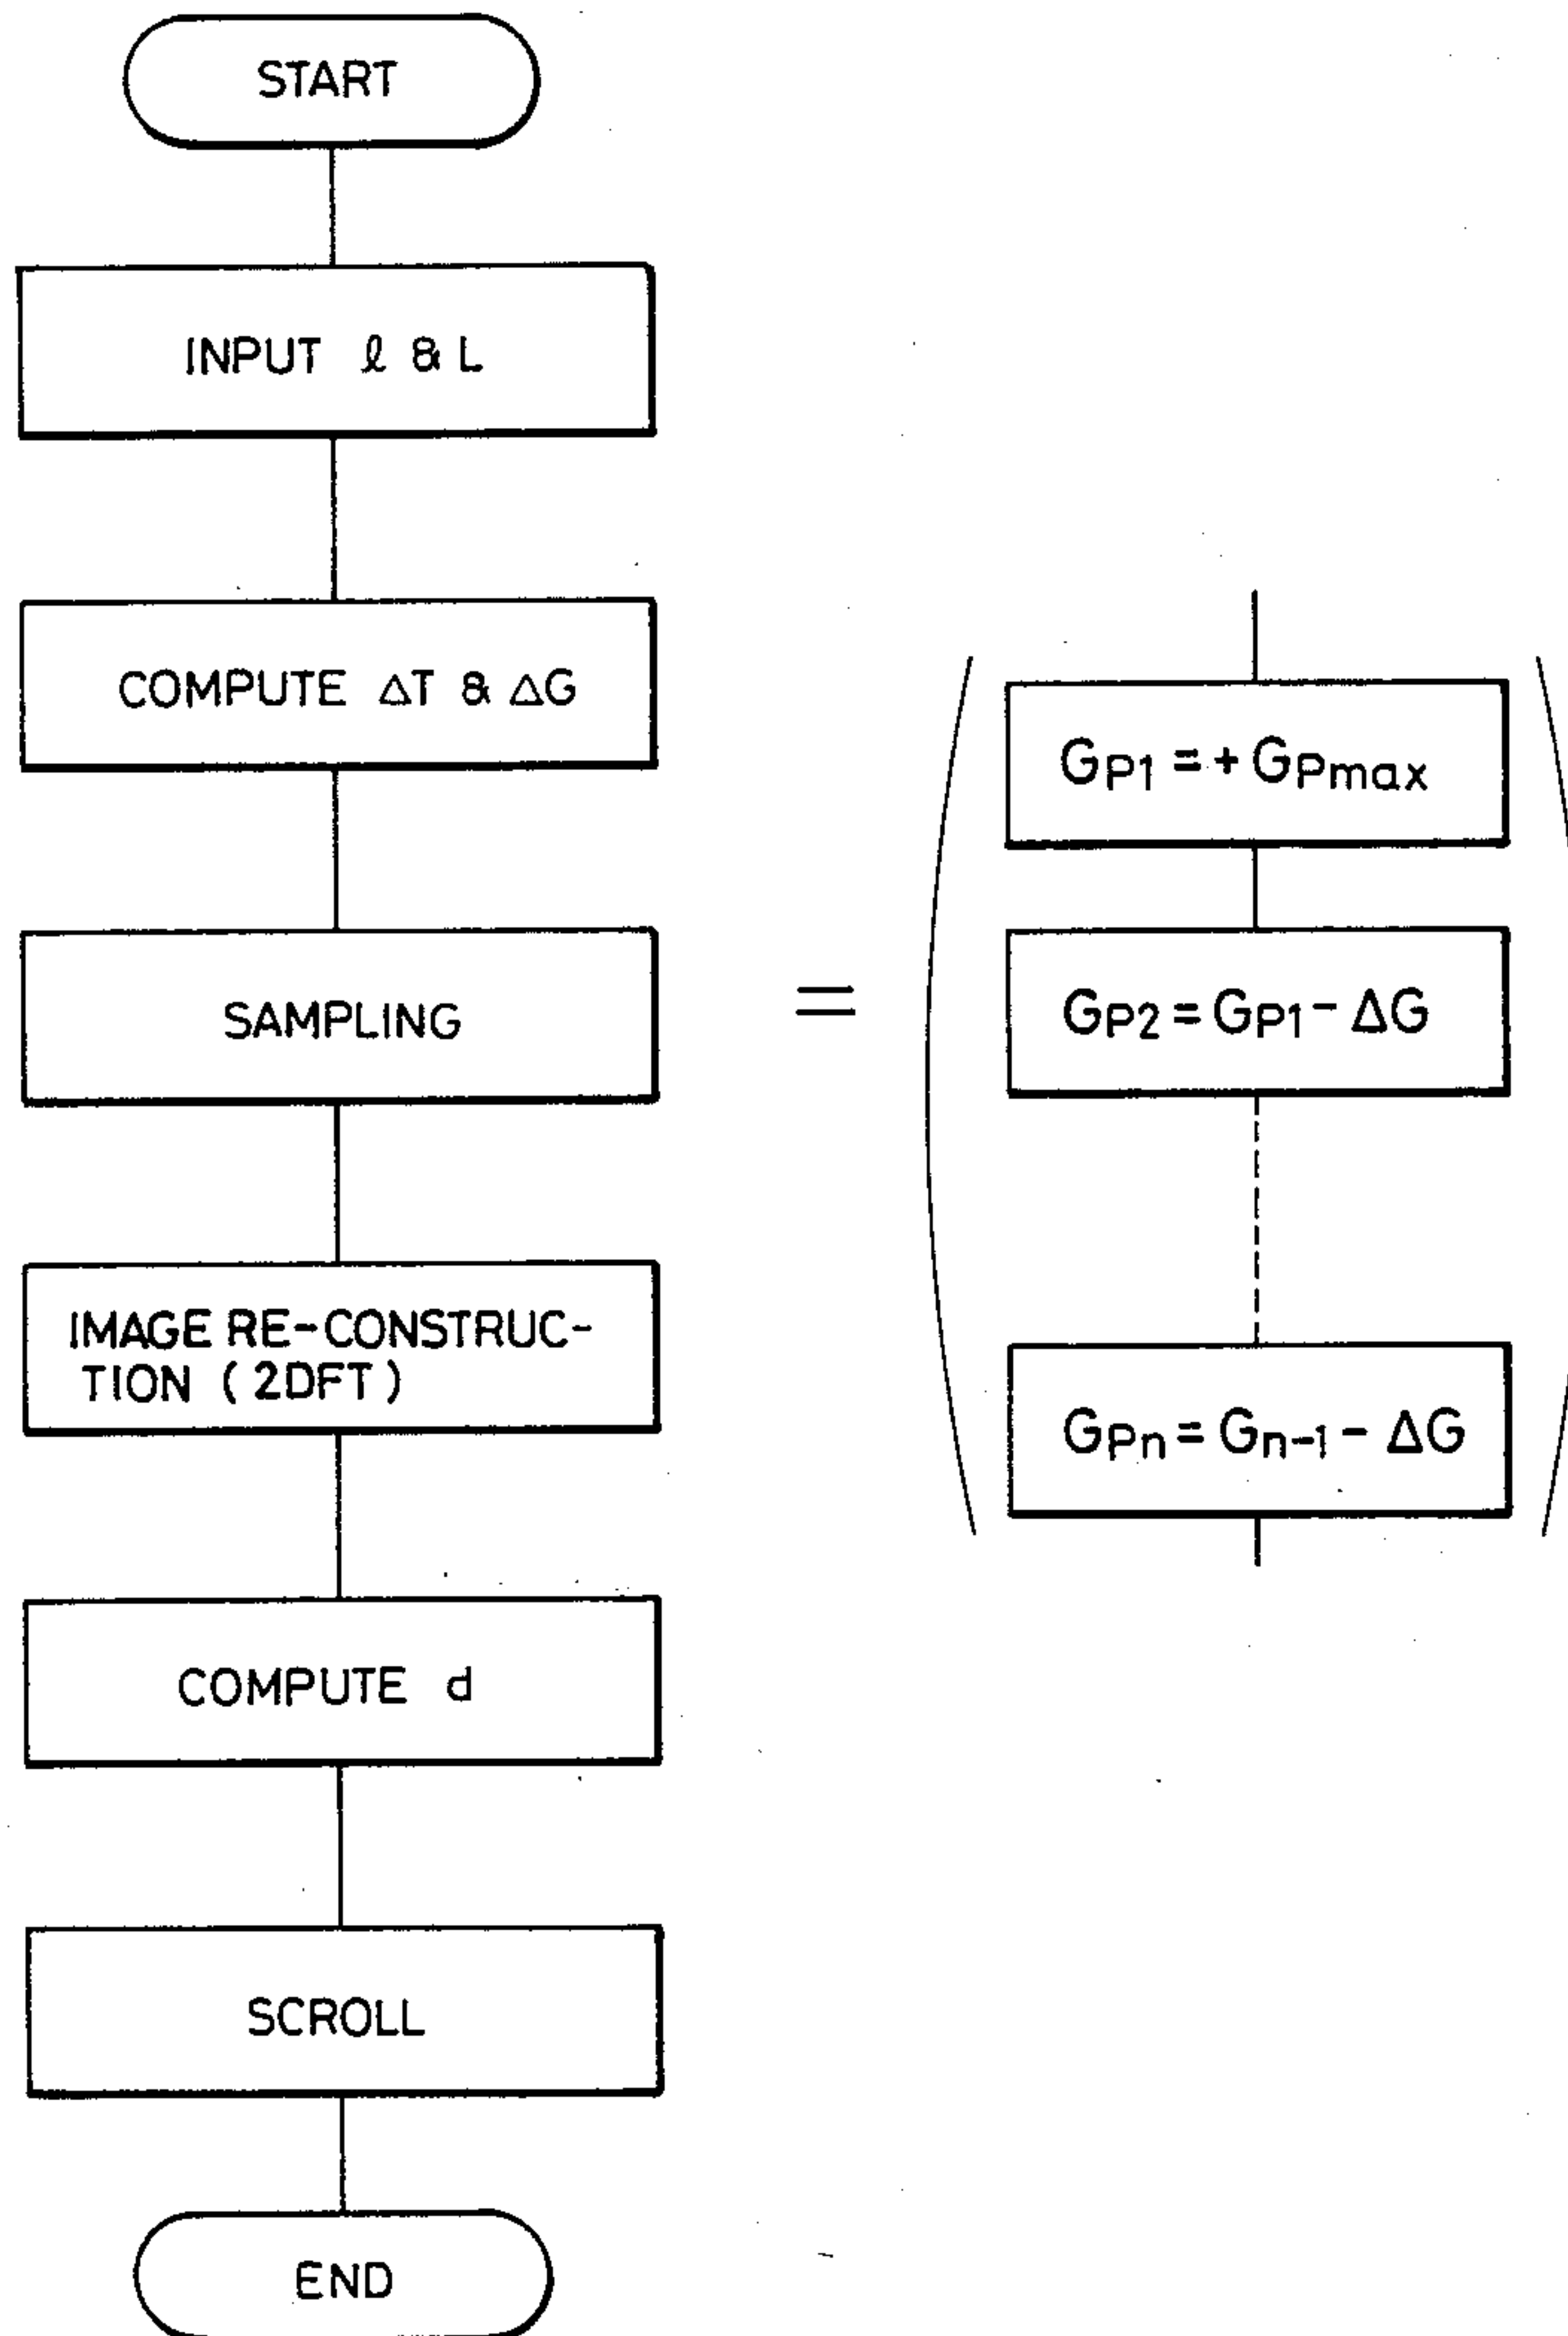 START
INPUT ℓ & L
COMPUTE ΔT & ΔG
SAMPLING
IMAGE RE-CONSTRUC-
TION (2DFT)
COMPUTE d
SCROLL
END
=
GP1 = + GPmax
GP2 = GP1 - ΔG
GPn = Gn-1 - ΔG